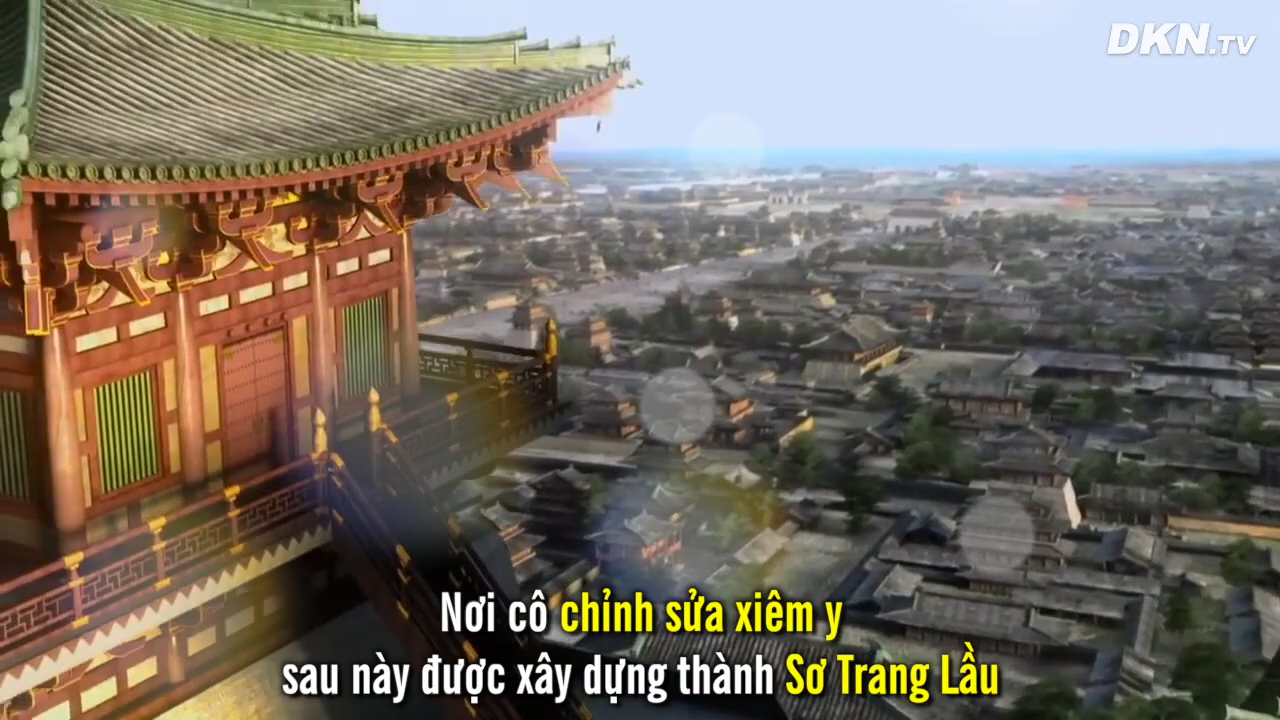 DKN.TV
Nơi cô chỉnh sửa xiêm y
sau này được xây dựng thành Sơ Trang Lầu